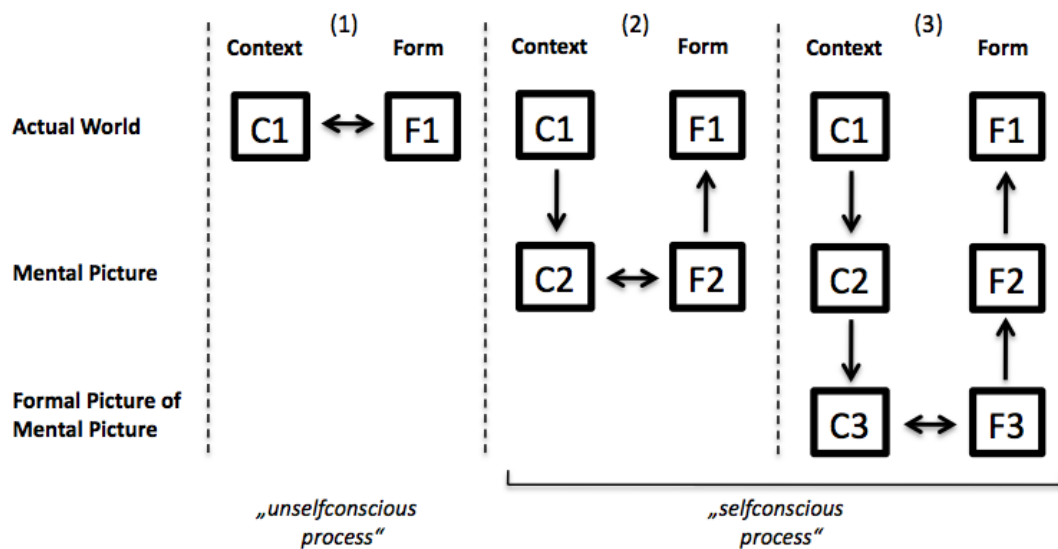 (1) (2) (3)
Context Form Context Form Context Form
Actual World C1 F1 C1 F1 C1 F1
Mental Picture C2 F2 C2 F2
Formal Picture of
Mental Picture C3 F3
„unselfconscious
process“
„selfconscious
process“